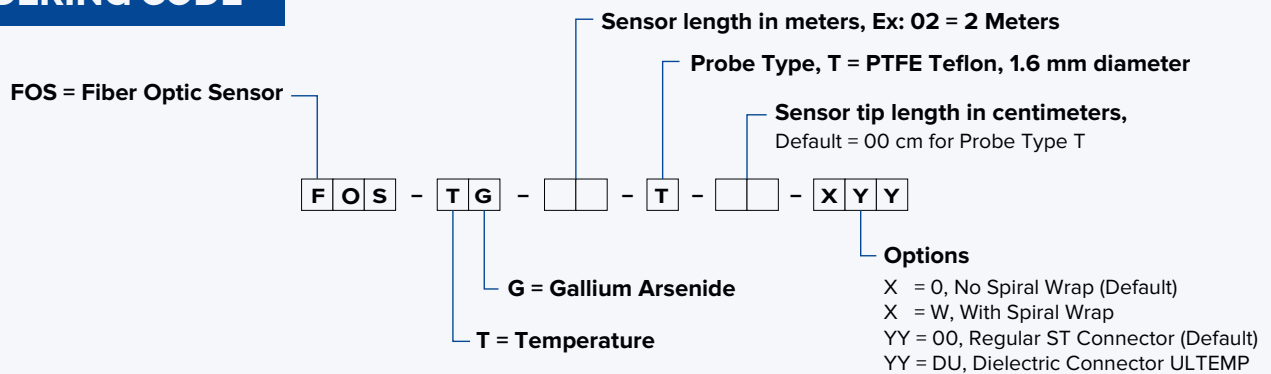 Sensor length in meters, Ex: 02 = 2 Meters
Probe Type, T = PTFE Teflon, 1.6 mm diameter
FOS = Fiber Optic Sensor
Sensor tip length in centimeters,
Default = 00 cm for Probe Type T
F O S – T G – – T – – X Y Y
Options
G = Gallium Arsenide
X = 0, No Spiral Wrap (Default)
X = W, With Spiral Wrap
T = Temperature
YY = 00, Regular ST Connector (Default)
YY = DU, Dielectric Connector ULTEMP